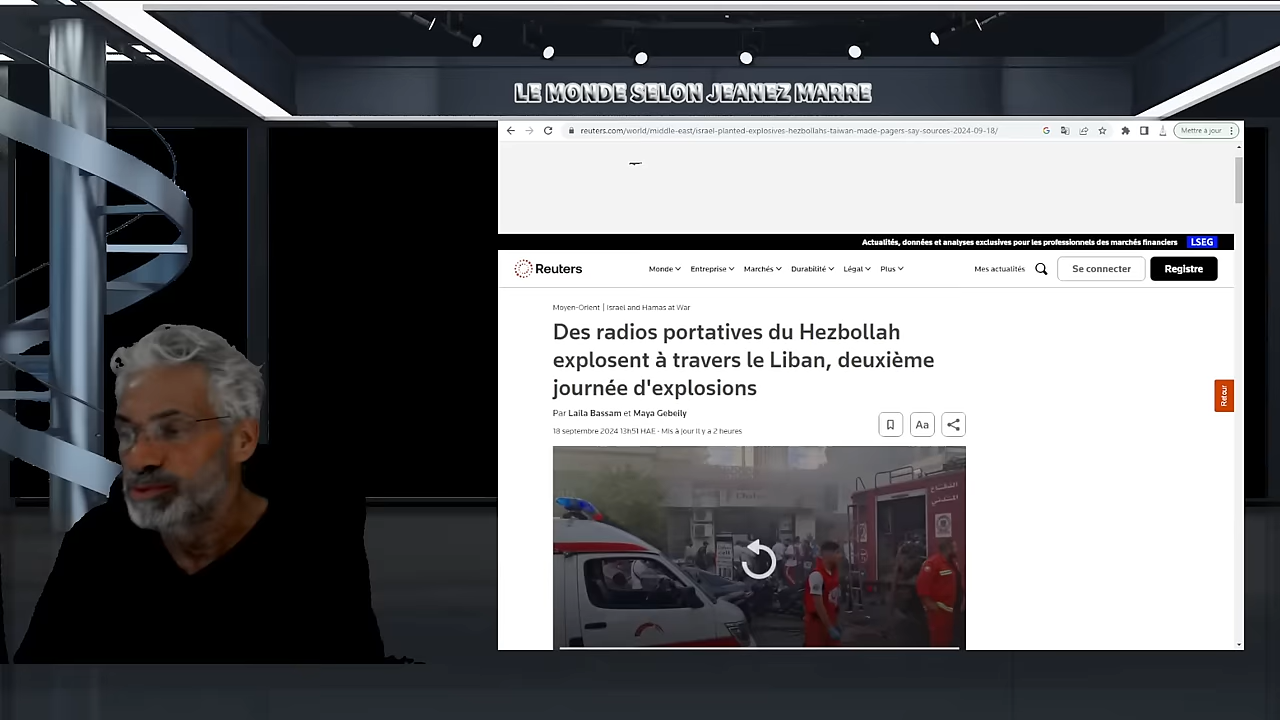 LE MONDE SELON JEANEZ MARRE
reuters.com/world/middle-east/israel-planted-explosives-hezbollahs-taiwan-made-pagers-say-sources-2024-09-18/
Mettre à jour
Actualités, données et analyses exclusives pour les professionnels des marchés financiers LSEG
Reuters Monde Entreprise Marchés Durabilité Légal Plus Mes actualités Se connecter Registre
Moyen-Orient | Israel and Hamas at War
Des radios portatives du Hezbollah
explosent à travers le Liban, deuxième
journée d'explosions
Par Laila Bassam et Maya Gebeily
18 septembre 2024 13h51 HAE · Mis à jour il y a 2 heures
Aa
Retour